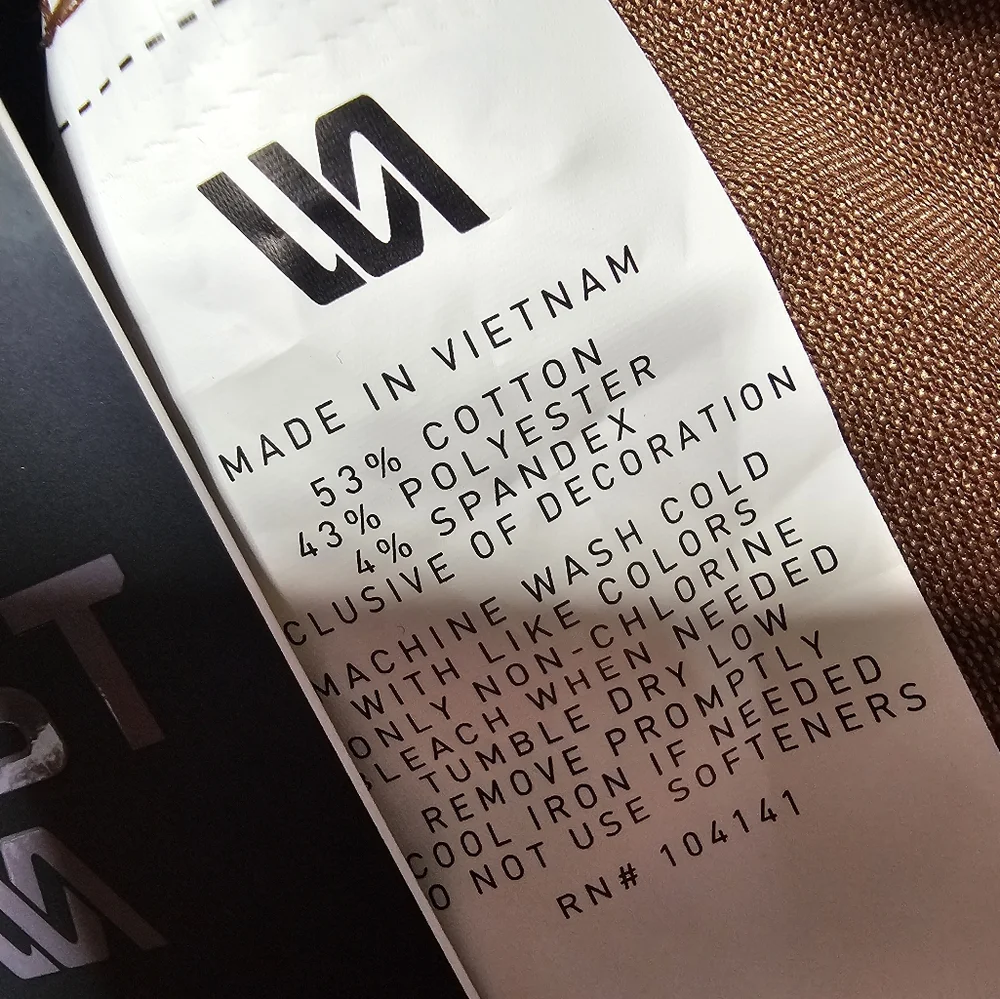 MADE IN VIETNAM
53% COTTON
43% POLYESTER
4% SPANDEX
CLUSIVE OF DECORATION
MACHINE WASH COLD
WITH LIKE COLORS
ONLY NON-CHLORINE
BLEACH WHEN NEEDED
TUMBLE DRY LOW
REMOVE PROMPTLY
COOL IRON IF NEEDED
O NOT USE SOFTENERS
RN# 104141